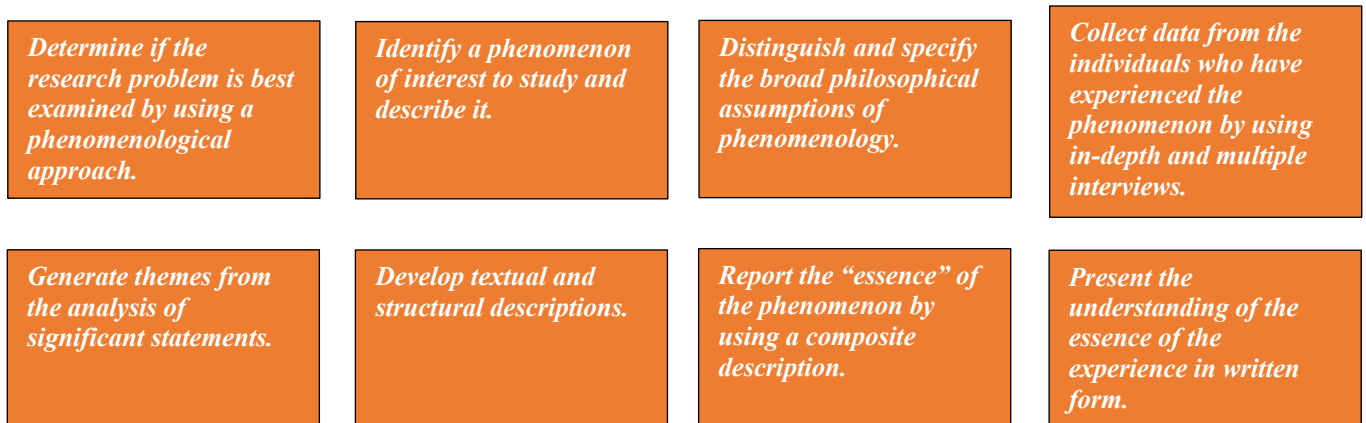 Determine if the
research problem is best
examined by using a
phenomenological
approach.
Identify a phenomenon
of interest to study and
describe it.
Distinguish and specify
the broad philosophical
assumptions of
phenomenology.
Collect data from the
individuals who have
experienced the
phenomenon by using
in-depth and multiple
interviews.
Generate themes from
the analysis of
significant statements.
Develop textual and
structural descriptions.
Report the “essence” of
the phenomenon by
using a composite
description.
Present the
understanding of the
essence of the
experience in written
form.